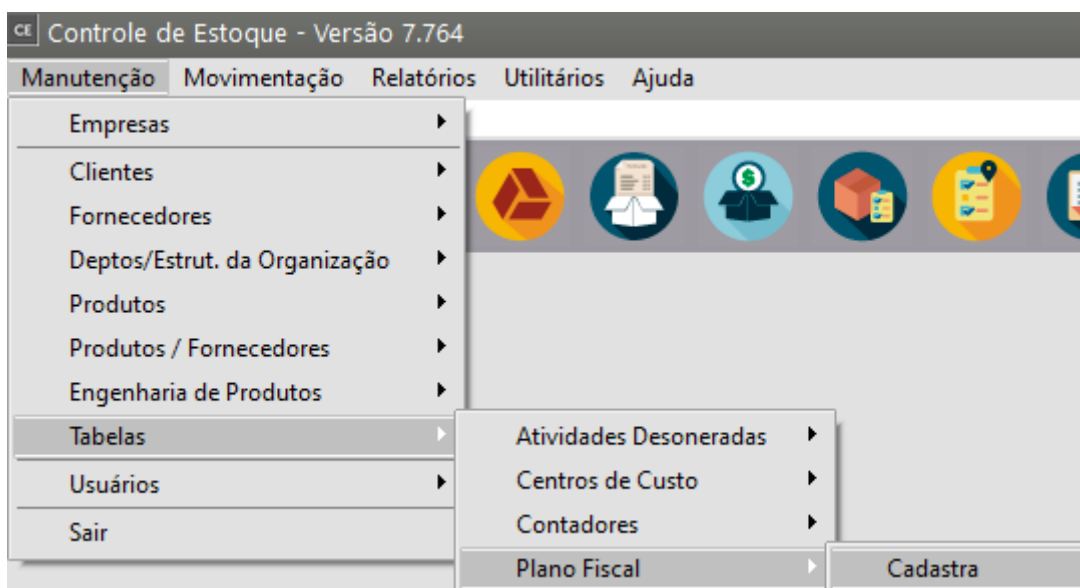 CE Controle de Estoque - Versão 7.764
Manutenção Movimentação Relatórios Utilitários Ajuda
Empresas
Clientes
Fornecedores
Deptos/Estrut. da Organização
Produtos
Produtos / Fornecedores
Engenharia de Produtos
Tabelas
Usuários
Sair
Atividades Desoneradas
Centros de Custo
Contadores
Plano Fiscal
Cadastra